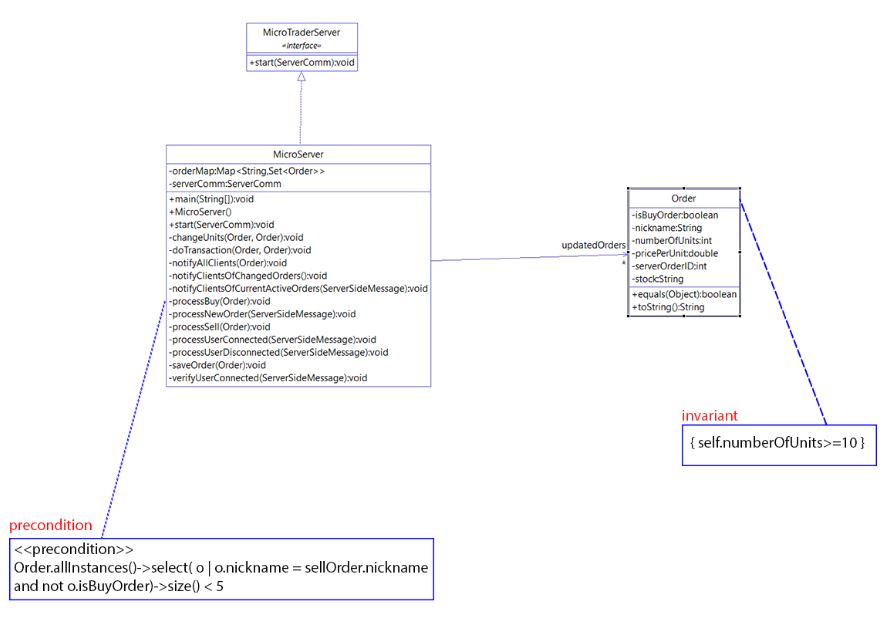 MicroTraderServer
«interface»
+start(ServerComm):void
MicroServer
-orderMap:Map<String,Set<Order>>
-serverComm:ServerComm
+main(String[]):void
+MicroServer()
+start(ServerComm):void
-changeUnits(Order, Order):void
-doTransaction(Order, Order):void
-notifyAllClients(Order):void
-notifyClientsOfChangedOrders():void
-notifyClientsOfCurrentActiveOrders(ServerSideMessage):void
-processBuy(Order):void
-processNewOrder(ServerSideMessage):void
-processSell(Order):void
-processUserConnected(ServerSideMessage):void
-processUserDisconnected(ServerSideMessage):void
-saveOrder(Order):void
-verifyUserConnected(ServerSideMessage):void
updatedOrders
*
Order
-isBuyOrder:boolean
-nickname:String
-numberOfUnits:int
-pricePerUnit:double
-serverOrderID:int
-stock:String
+equals(Object):boolean
+toString():String
invariant
{ self.numberOfUnits>=10 }
precondition
<<precondition>>
Order.allInstances()->select( o | o.nickname = sellOrder.nickname
and not o.isBuyOrder)->size() < 5